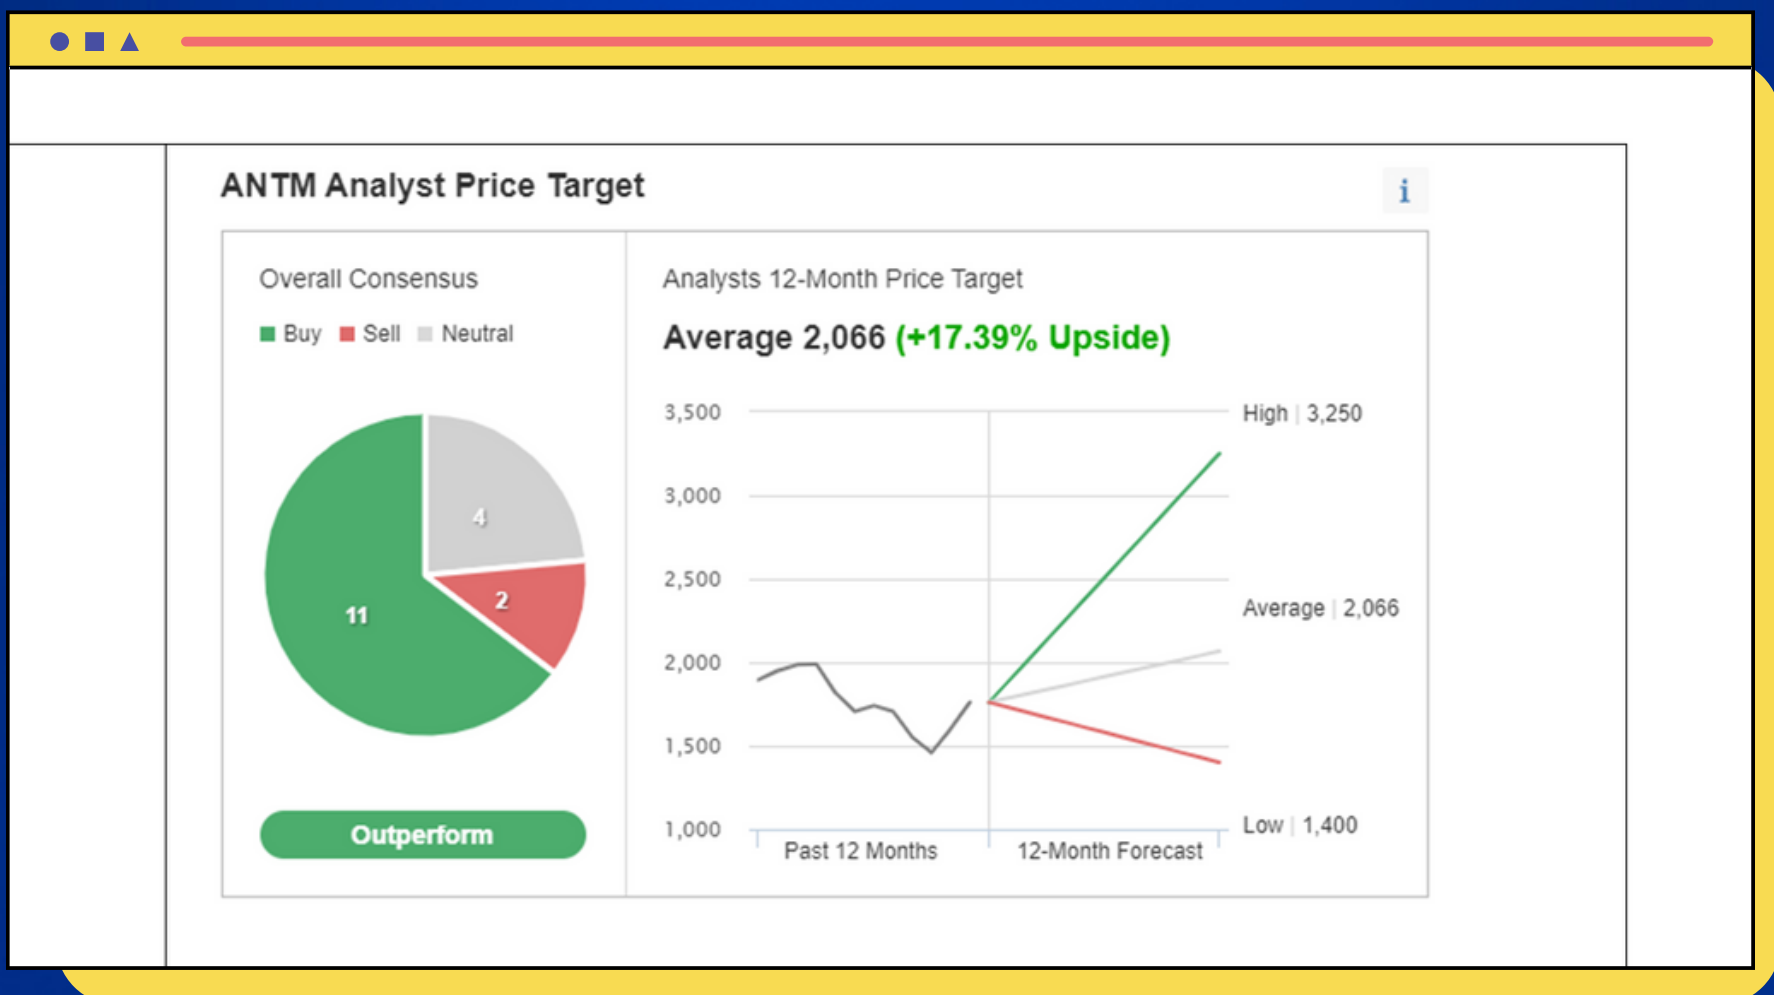 ANTM Analyst Price Target
i
Overall Consensus
Buy Sell Neutral
4
2
11
Outperform
Analysts 12-Month Price Target
Average 2,066 (+17.39% Upside)
3,500
3,000
2,500
2,000
1,500
1,000
High | 3,250
Average | 2,066
Low | 1,400
Past 12 Months
12-Month Forecast